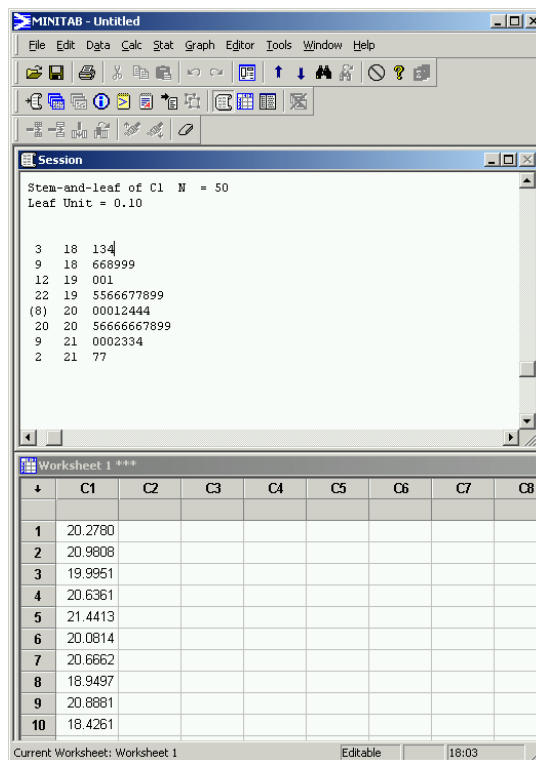 MINITAB - Untitled
File Edit Data Calc Stat Graph Editor Tools Window Help
Session
Stem-and-leaf of C1 N = 50
Leaf Unit = 0.10
3 18 134
9 18 668999
12 19 001
22 19 5566677899
(8) 20 00012444
20 20 56666667899
9 21 0002334
2 21 77
Worksheet 1 ***
C1 C2 C3 C4 C5 C6 C7 C8
1 20.2780
2 20.9808
3 19.9951
4 20.6361
5 21.4413
6 20.0814
7 20.6662
8 18.9497
9 20.8881
10 18.4261
Current Worksheet: Worksheet 1 Editable 18:03